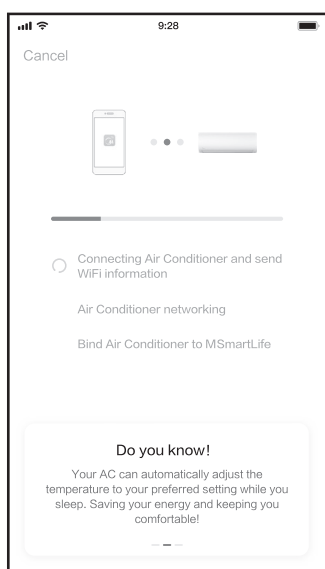 9:28
Cancel
Connecting Air Conditioner and send
WiFi information
Air Conditioner networking
Bind Air Conditioner to MSmartLife
Do you know!
Your AC can automatically adjust the
temperature to your preferred setting while you
sleep. Saving your energy and keeping you
comfortable!